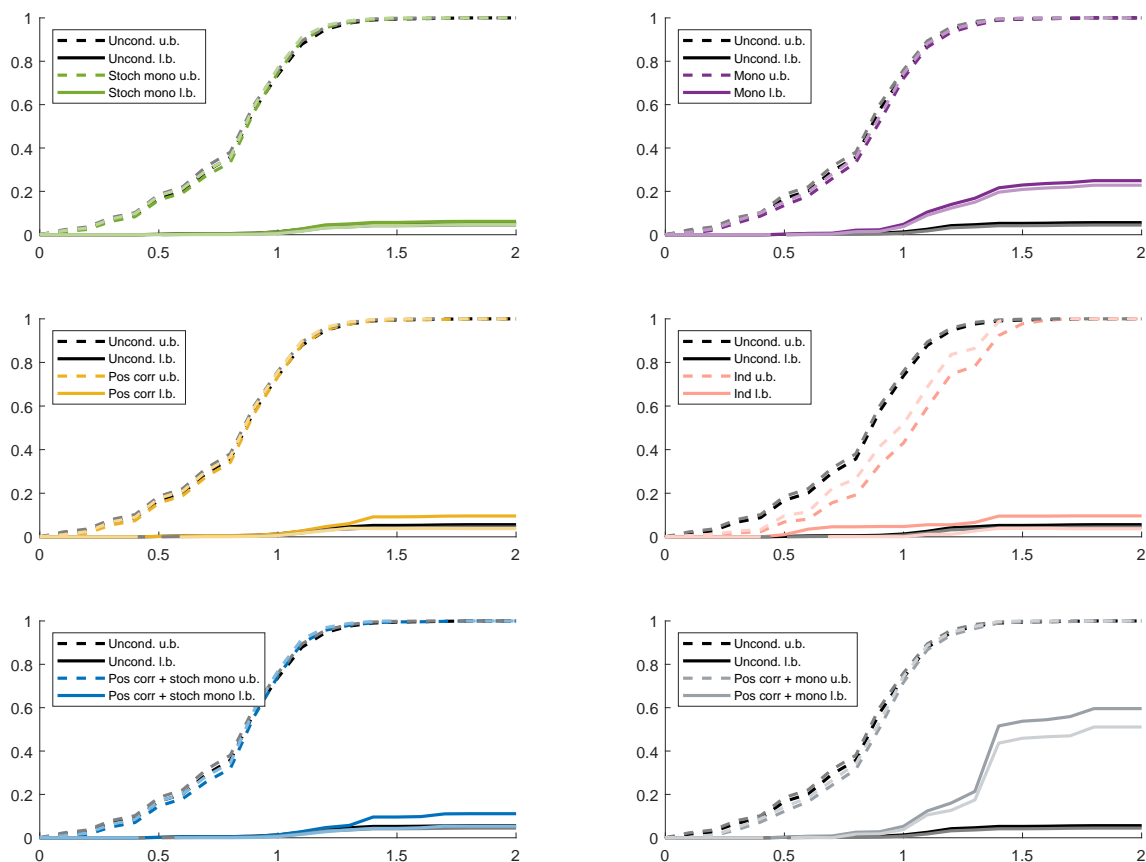 1
0.8
0.6
0.4
0.2
0
0 0.5 1 1.5 2
Uncond. u.b.
Uncond. l.b.
Stoch mono u.b.
Stoch mono l.b.
1
0.8
0.6
0.4
0.2
0
0 0.5 1 1.5 2
Uncond. u.b.
Uncond. l.b.
Mono u.b.
Mono l.b.
1
0.8
0.6
0.4
0.2
0
0 0.5 1 1.5 2
Uncond. u.b.
Uncond. l.b.
Pos corr u.b.
Pos corr l.b.
1
0.8
0.6
0.4
0.2
0
0 0.5 1 1.5 2
Uncond. u.b.
Uncond. l.b.
Ind u.b.
Ind l.b.
1
0.8
0.6
0.4
0.2
0
0 0.5 1 1.5 2
Uncond. u.b.
Uncond. l.b.
Pos corr + stoch mono u.b.
Pos corr + stoch mono l.b.
1
0.8
0.6
0.4
0.2
0
0 0.5 1 1.5 2
Uncond. u.b.
Uncond. l.b.
Pos corr + mono u.b.
Pos corr + mono l.b.